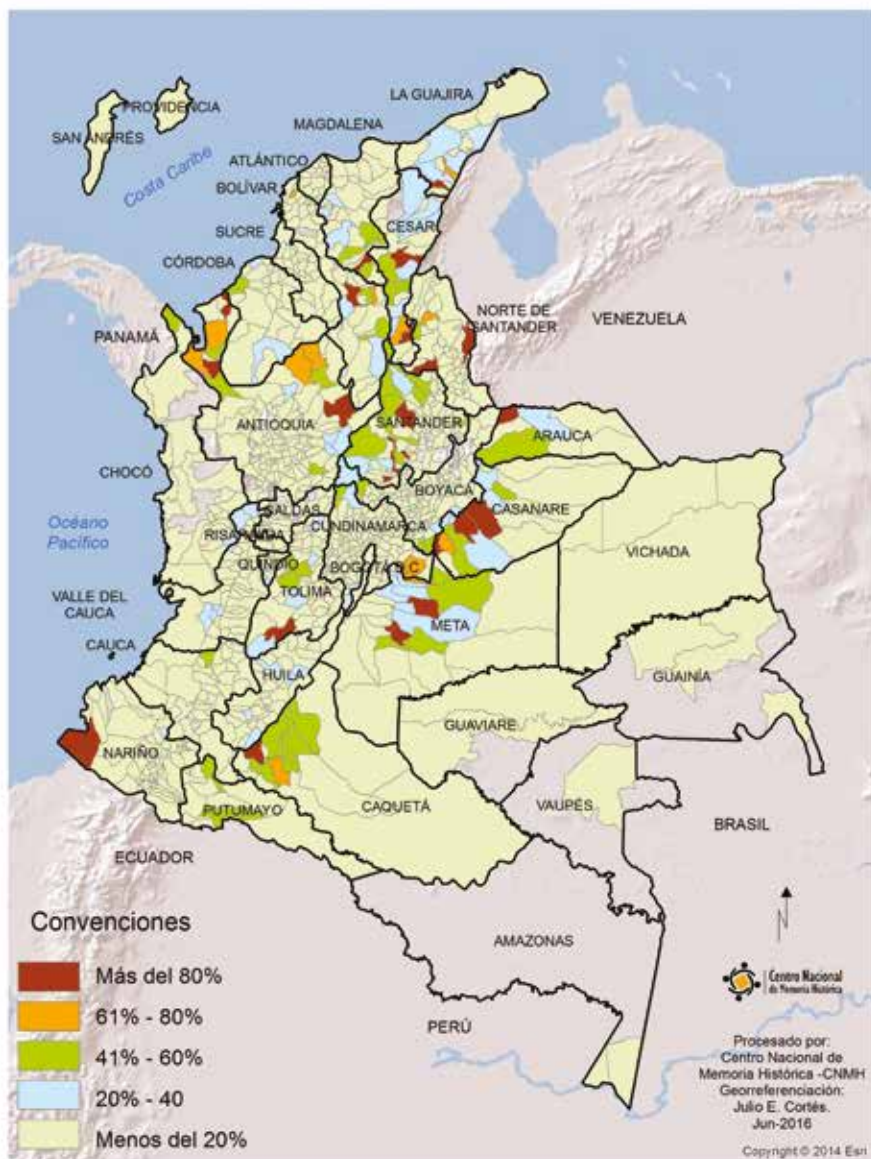 LA GUAJIRA
PROVIDENCIA
MAGDALENA
SAN ANDRÉS
ATLÁNTICO
Costa Caribe
BOLÍVAR
SUCRE
CESAR
CÓRDOBA
NORTE DE
SANTANDER
VENEZUELA
PANAMÁ
ANTIOQUIA
SANTANDER
ARAUCA
CHOCÓ
BOYACÁ
CASANARE
Océano
Pacífico
CALDAS
CUNDINAMARCA
RISARALDA
VICHADA
QUINDIO
BOGOTÁ D.C.
TOLIMA
VALLE DEL
CAUCA
META
CAUCA
HUILA
GUAINÍA
GUAVIARE
NARIÑO
VAUPÉS
PUTUMAYO
CAQUETÁ
BRASIL
ECUADOR
AMAZONAS
PERÚ
Convenciones
Más del 80%
61% - 80%
41% - 60%
20% - 40
Menos del 20%
Centro Nacional
de Memoria Histórica
Procesado por:
Centro Nacional de
Memoria Histórica -CNMH
Georreferenciación:
Julio E. Cortés.
Jun-2016
Copyright © 2014 Esri